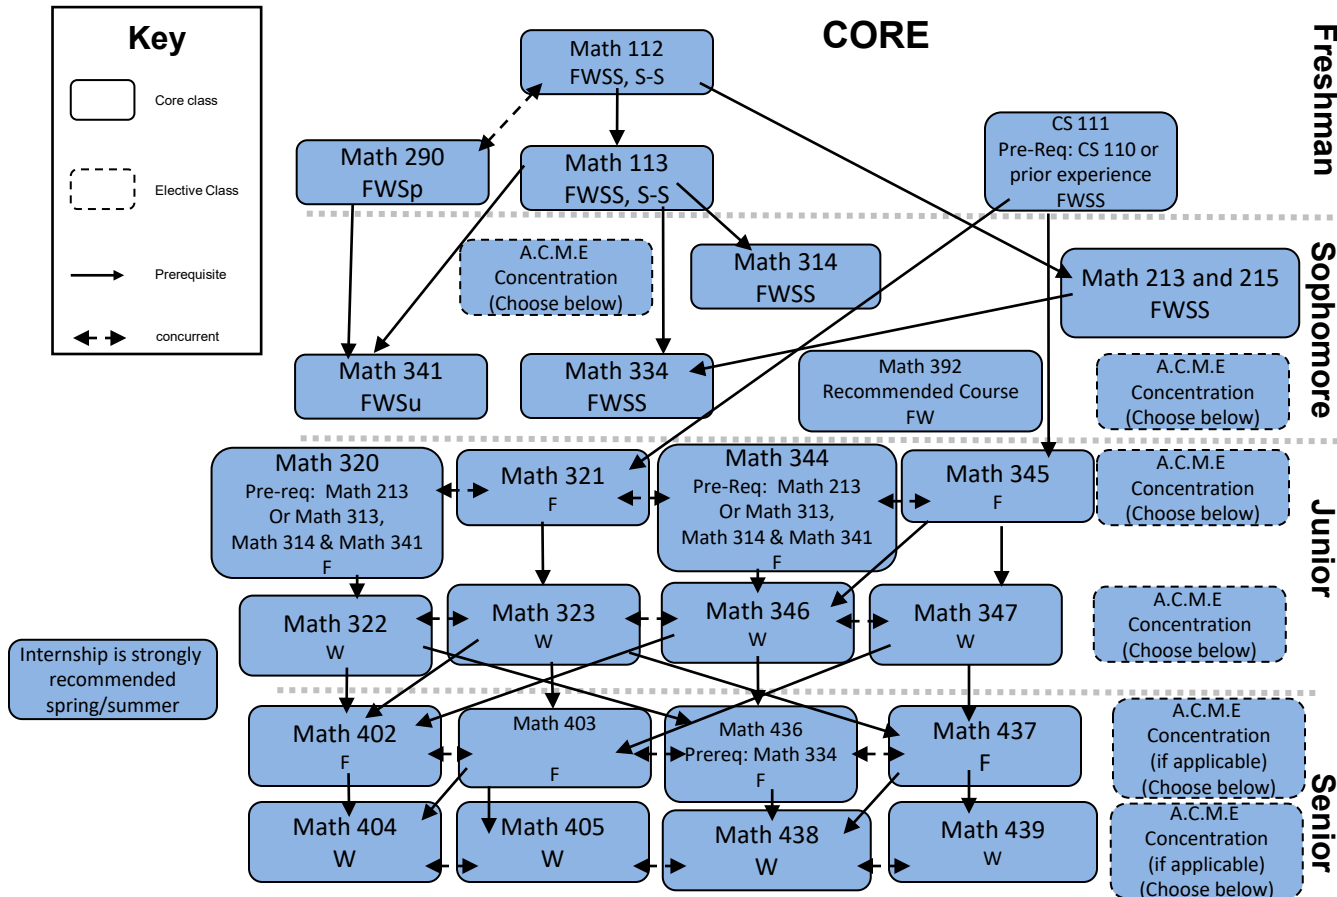 Key
Core class
Elective Class
Prerequisite
concurrent
CORE
Freshman
Math 112
FWSS, S-S
Math 290
FWSp
Math 113
FWSS, S-S
CS 111
Pre-Req: CS 110 or
prior experience
FWSS
Sophomore
A.C.M.E
Concentration
(Choose below)
Math 314
FWSS
Math 213 and 215
FWSS
Math 341
FWSu
Math 334
FWSS
Math 392
Recommended Course
FW
A.C.M.E
Concentration
(Choose below)
Junior
Math 320
Pre-req: Math 213
Or Math 313,
Math 314 & Math 341
F
Math 321
F
Math 344
Pre-Req: Math 213
Or Math 313,
Math 314 & Math 341
F
Math 345
F
A.C.M.E
Concentration
(Choose below)
Math 322
W
Math 323
W
Math 346
W
Math 347
W
A.C.M.E
Concentration
(Choose below)
Internship is strongly
recommended
spring/summer
Senior
Math 402
F
Math 403
F
Math 436
Prereq: Math 334
F
Math 437
F
A.C.M.E
Concentration
(if applicable)
(Choose below)
Math 404
W
Math 405
W
Math 438
W
Math 439
W
A.C.M.E
Concentration
(if applicable)
(Choose below)